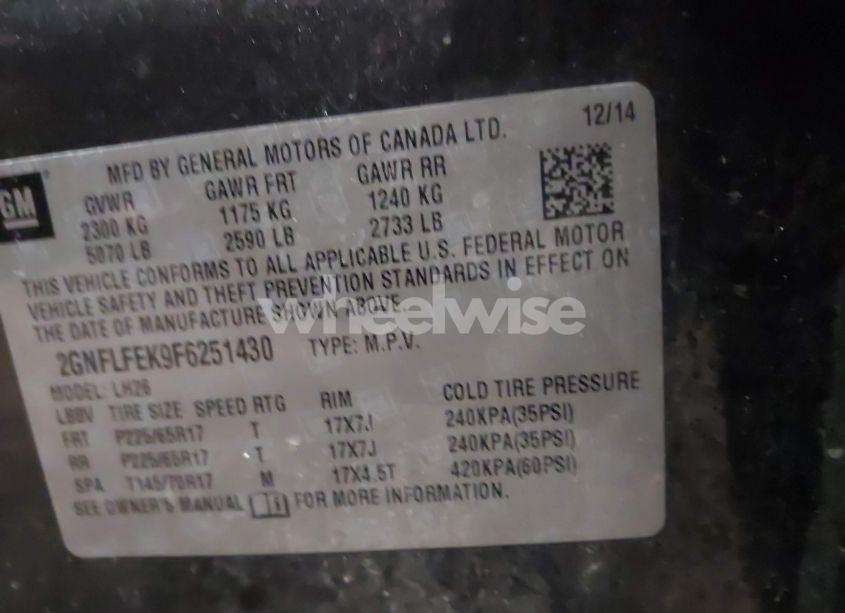 12/14
MFD BY GENERAL MOTORS OF CANADA LTD.
GM
GVWR GAWR FRT GAWR RR
2300 KG 1175 KG 1240 KG
5070 LB 2590 LB 2733 LB
THIS VEHICLE CONFORMS TO ALL APPLICABLE U.S. FEDERAL MOTOR
VEHICLE SAFETY AND THEFT PREVENTION STANDARDS IN EFFECT ON
THE DATE OF MANUFACTURE SHOWN ABOVE.
wheelwise
2GNFLFEK9F6251430 TYPE: M.P.V.
MODEL: LH26
TIRE SIZE SPEED RTG RIM COLD TIRE PRESSURE
FRT P225/65R17 T 17X7J 240KPA(35PSI)
RR P225/65R17 T 17X7J 240KPA(35PSI)
SPA T145/70R17 M 17X4.5T 420KPA(60PSI)
SEE OWNER'S MANUAL FOR MORE INFORMATION.